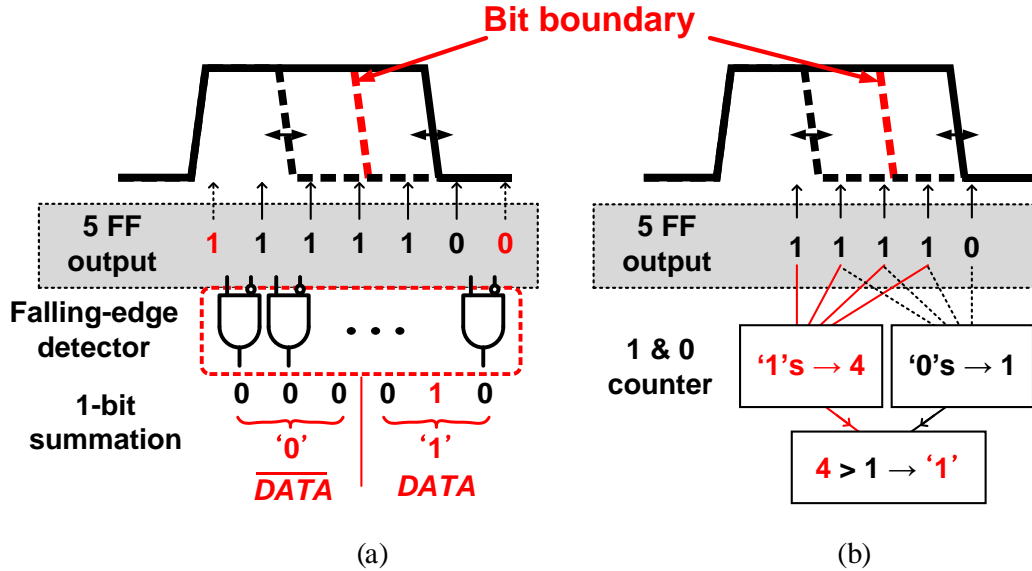 Bit boundary
5 FF
output
1 1 1 1 1 0 0
Falling-edge
detector
1-bit
summation
0 0 0 0 1 0
‘0’ ‘1’
DATA DATA
(a)
5 FF
output
1 1 1 1 0
1 & 0
counter
‘1’s → 4
‘0’s → 1
4 > 1 → ‘1’
(b)